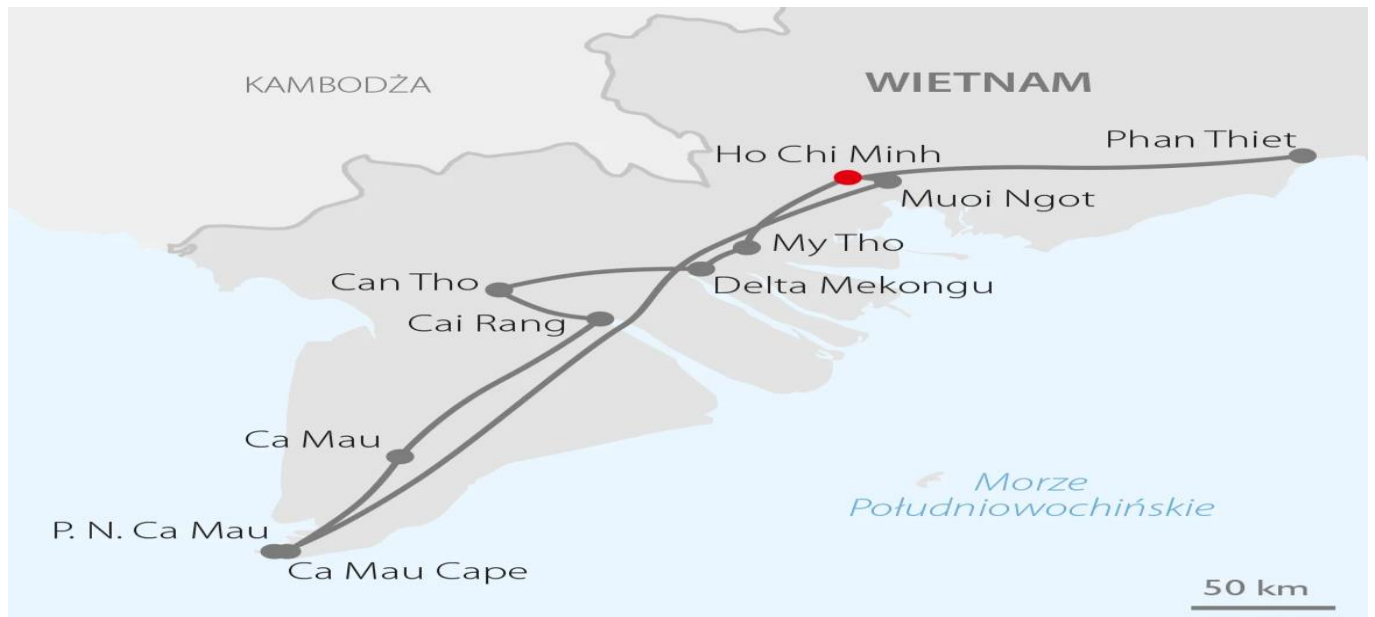 KAMBODŻA
WIETNAM
Phan Thiet
Ho Chi Minh
Muoi Ngot
My Tho
Can Tho
Delta Mekongu
Cai Rang
Ca Mau
Morze
Południowochińskie
P. N. Ca Mau
Ca Mau Cape
50 km